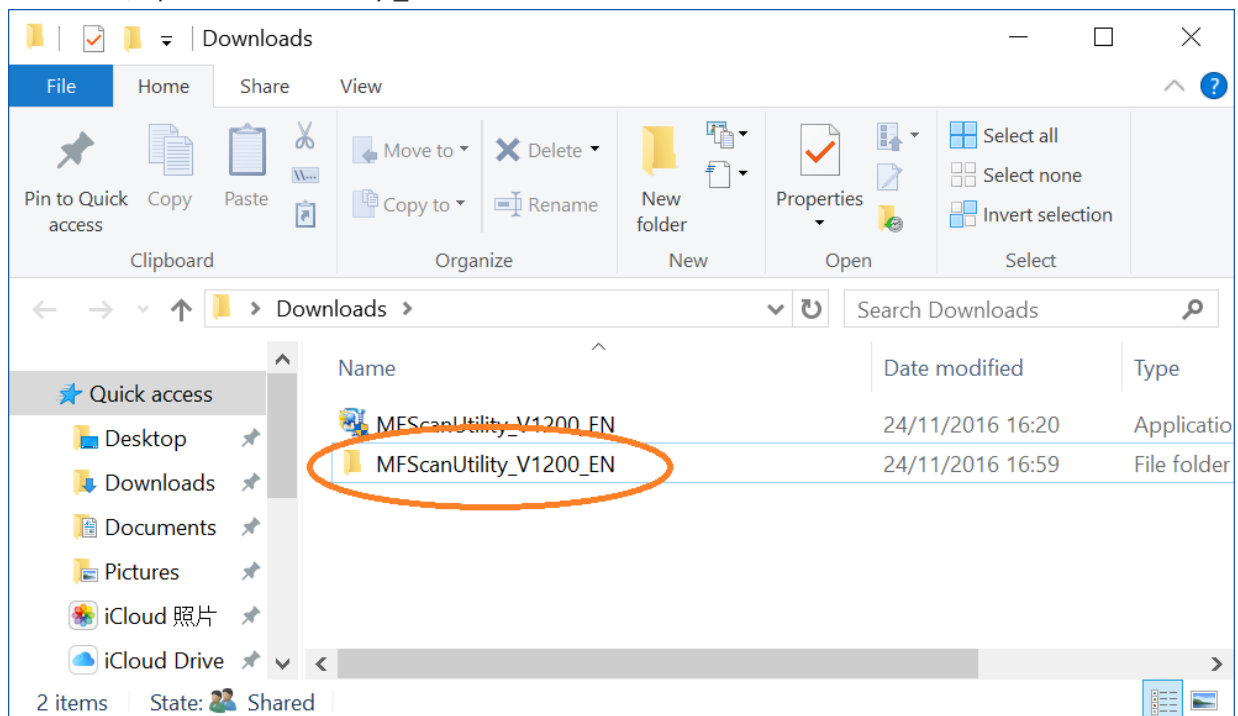 Downloads
File Home Share View
Move to Delete
Select all
Select none
Pin to Quick access Copy Paste
Copy to Rename
New folder
Properties
Invert selection
Clipboard Organize New Open Select
Downloads
Search Downloads
Name Date modified Type
Quick access
MFScanUtility_V1200_EN 24/11/2016 16:20 Applicatio
Desktop
MFScanUtility_V1200_EN 24/11/2016 16:59 File folder
Downloads
Documents
Pictures
iCloud 照片
iCloud Drive
2 items State: Shared